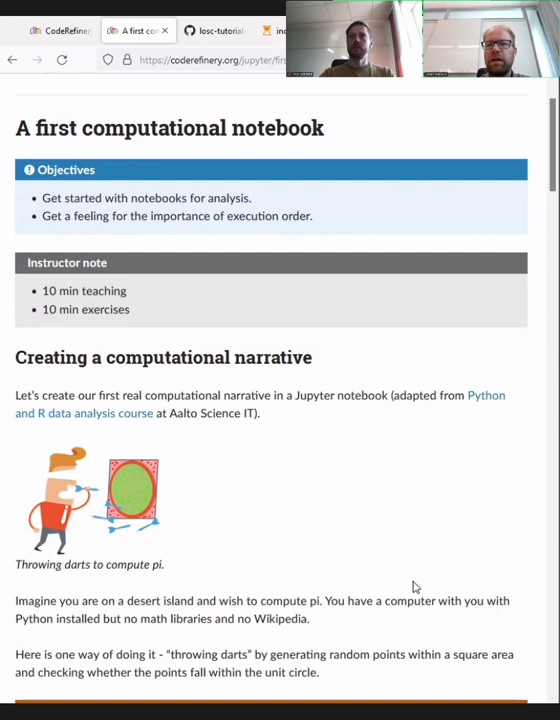 CodeRefiner
A first con
losc-tutorial
https://coderefinery.org/jupyter/firs
A first computational notebook
Objectives
• Get started with notebooks for analysis.
• Get a feeling for the importance of execution order.
Instructor note
• 10 min teaching
• 10 min exercises
Creating a computational narrative
Let's create our first real computational narrative in a Jupyter notebook (adapted from Python
and R data analysis course at Aalto Science IT).
Throwing darts to compute pi.
Imagine you are on a desert island and wish to compute pi. You have a computer with you with
Python installed but no math libraries and no Wikipedia.
Here is one way of doing it - "throwing darts" by generating random points within a square area
and checking whether the points fall within the unit circle.